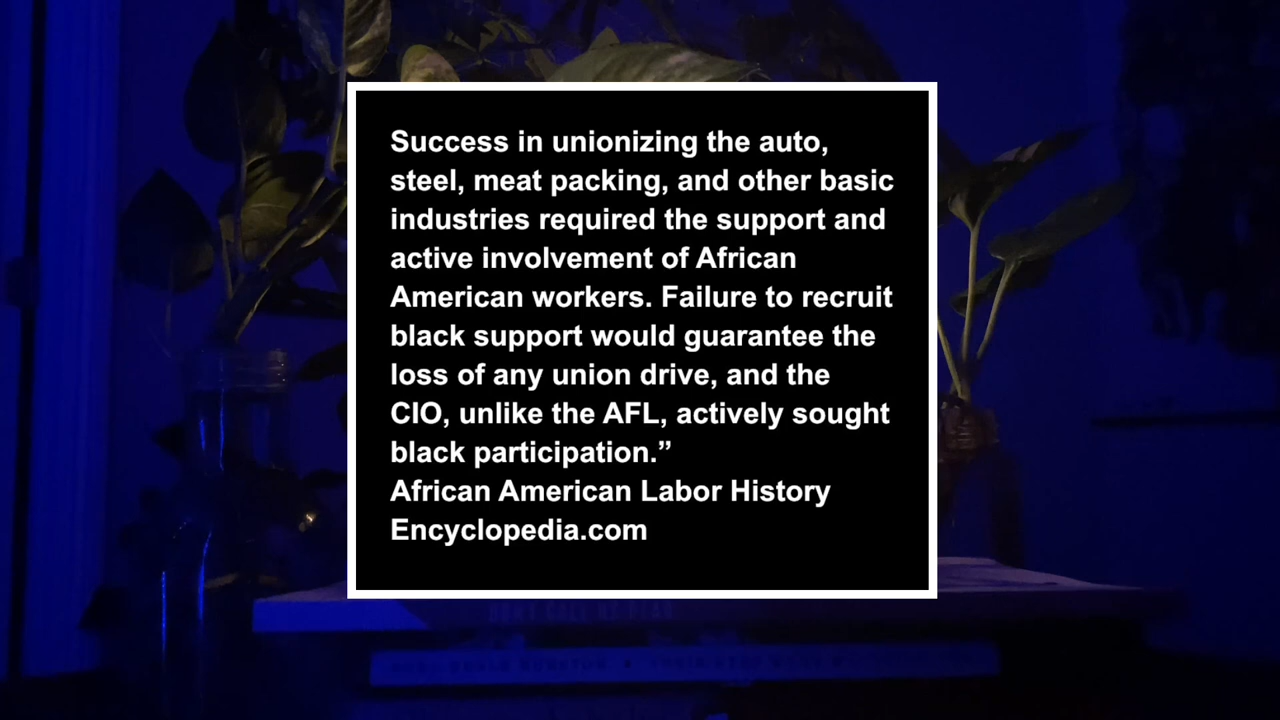 Success in unionizing the auto,
steel, meat packing, and other basic
industries required the support and
active involvement of African
American workers. Failure to recruit
black support would guarantee the
loss of any union drive, and the
CIO, unlike the AFL, actively sought
black participation.”
African American Labor History
Encyclopedia.com